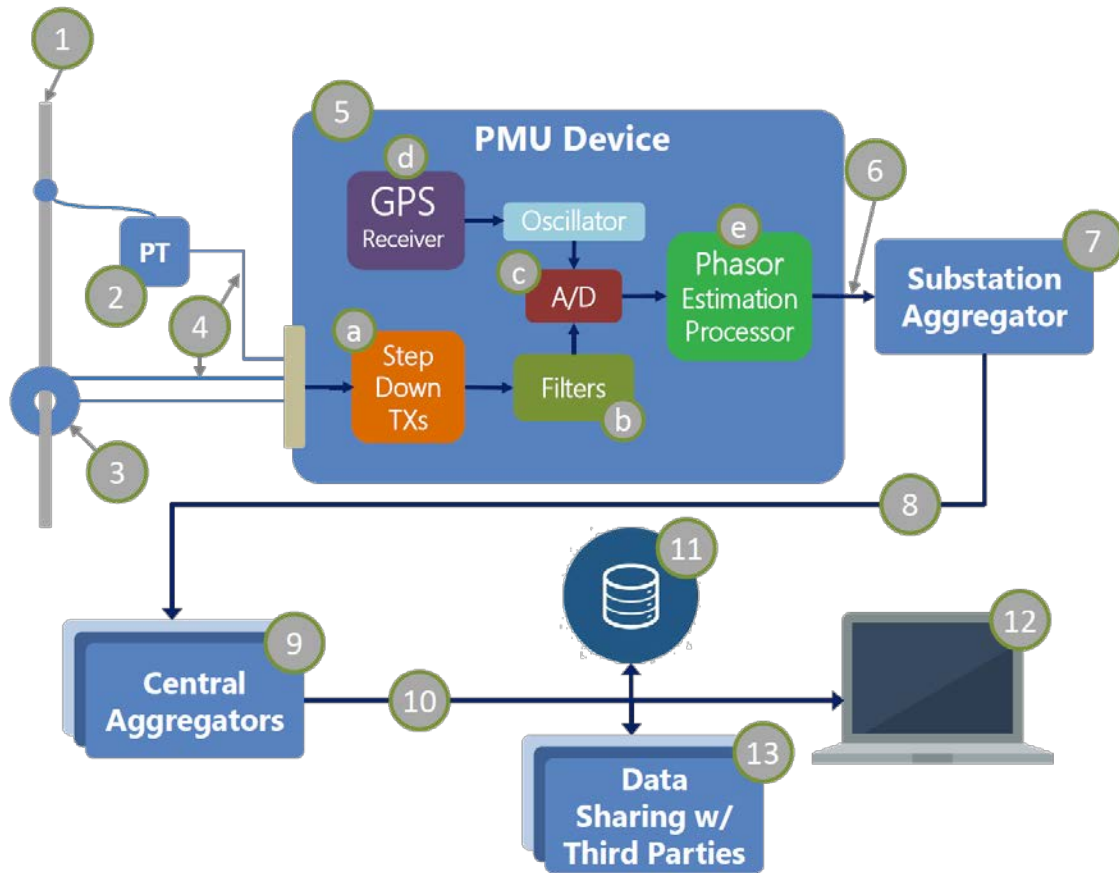 1
5
PMU Device
d
GPS
Receiver
Oscillator
6
e
Phasor
Estimation
Processor
7
Substation
Aggregator
PT
2
c
A/D
4
a
Step
Down
TXs
Filters
b
3
8
11
9
Central
Aggregators
10
12
13
Data
Sharing w/
Third Parties